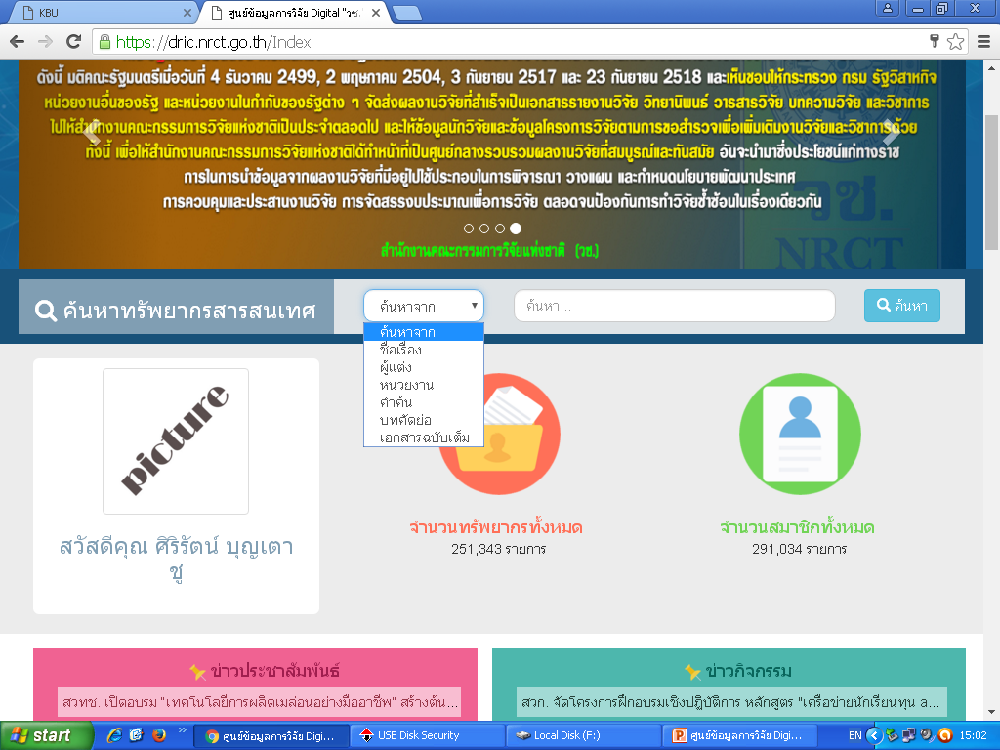 KBU
ศูนย์ข้อมูลการวิจัย Digital "วช.
https://dric.nrct.go.th/Index
ดังนี้ มติคณะรัฐมนตรีเมื่อวันที่ 4 ธันวาคม 2499, 2 พฤษภาคม 2504, 3 กันยายน 2517 และ 23 กันยายน 2518 และเห็นชอบให้กระทรวง กรม รัฐวิสาหกิจ
หน่วยงานอื่นของรัฐ และหน่วยงานในกำกับของรัฐต่าง ๆ จัดส่งผลงานวิจัยที่สำเร็จเป็นเอกสารรายงานวิจัย วิทยานิพนธ์ วารสารวิจัย บทความวิจัย และวิชาการ
ไปให้สำนักงานคณะกรรมการวิจัยแห่งชาติเป็นประจำตลอดไป และให้ข้อมูลนักวิจัยและข้อมูลโครงการวิจัยตามการขอสำรวจเพื่อเพิ่มเติมงานวิจัยและวิชาการด้วย
ทั้งนี้ เพื่อให้สำนักงานคณะกรรมการวิจัยแห่งชาติได้ทำหน้าที่เป็นศูนย์กลางรวบรวมผลงานวิจัยที่สมบูรณ์และทันสมัย อันจะนำมาซึ่งประโยชน์แก่ทางราช
การในการนำข้อมูลจากผลงานวิจัยที่มีอยู่ไปใช้ประกอบในการพิจารณา วางแผน และกำหนดนโยบายพัฒนาประเทศ
การควบคุมและประสานงานวิจัย การจัดสรรงบประมาณเพื่อการวิจัย ตลอดจนป้องกันการทำวิจัยซ้ำซ้อนในเรื่องเดียวกัน
วช.
NRCT
สำนักงานคณะกรรมการวิจัยแห่งชาติ (วช.)
ค้นหาทรัพยากรสารสนเทศ
ค้นหาจาก
ค้นหา...
ค้นหา
ค้นหาจาก
ชื่อเรื่อง
ผู้แต่ง
หน่วยงาน
คำค้น
บทคัดย่อ
เอกสารฉบับเต็ม
picture
สวัสดีคุณ ศิริรัตน์ บุญเตา
ชู
จำนวนทรัพยากรทั้งหมด
251,343 รายการ
จำนวนสมาชิกทั้งหมด
291,034 รายการ
ข่าวประชาสัมพันธ์
สวทช. เปิดอบรม "เทคโนโลยีการผลิตเมล่อนอย่างมืออาชีพ" สร้างต้น...
ข่าวกิจกรรม
สวก. จัดโครงการฝึกอบรมเชิงปฏิบัติการ หลักสูตร "เครือข่ายนักเรียนทุน ส...
start
ศูนย์ข้อมูลการวิจัย Digi...
USB Disk Security
Local Disk (F:)
ศูนย์ข้อมูลการวิจัย Digi...
EN
15:02